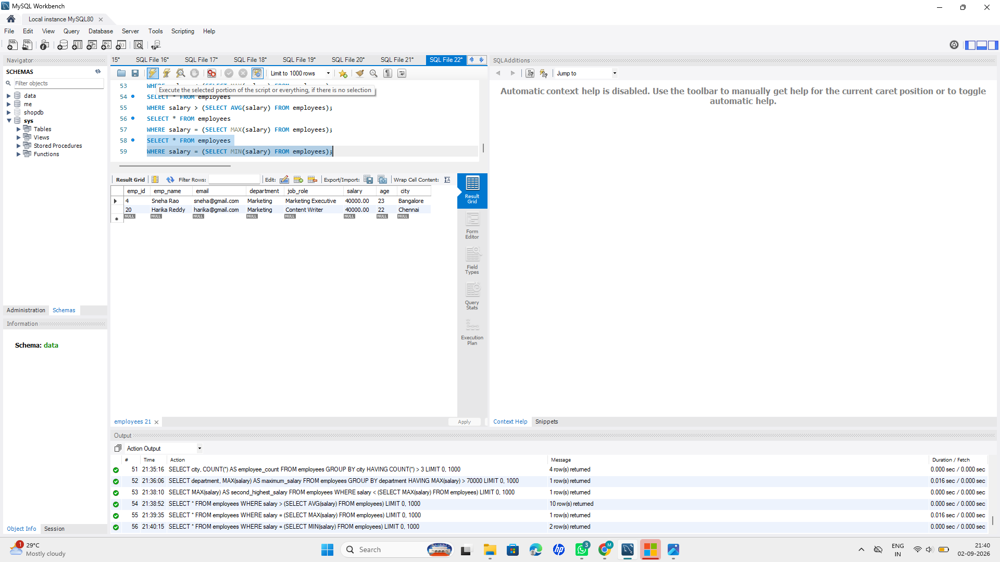 MySQL Workbench
Local instance MySQL80
File Edit View Query Database Server Tools Scripting Help
Navigator
SCHEMAS
Filter objects
data
me
shopdb
sys
Tables
Views
Stored Procedures
Functions
Administration Schemas
Information
Schema: data
Object Info Session
15* SQL File 16* SQL File 17* SQL File 18* SQL File 19* SQL File 20* SQL File 21* SQL File 22*
Limit to 1000 rows
53 WHERE
Execute the selected portion of the script or everything, if there is no selection
54 SELECT * FROM employees
55 WHERE salary > (SELECT AVG(salary) FROM employees);
56 SELECT * FROM employees
57 WHERE salary = (SELECT MAX(salary) FROM employees);
58 SELECT * FROM employees
59 WHERE salary = (SELECT MIN(salary) FROM employees);
Result Grid Filter Rows: Edit: Export/Import: Wrap Cell Content:
emp_id emp_name email department job_role salary age city
4 Sneha Rao sneha@gmail.com Marketing Marketing Executive 40000.00 23 Bangalore
20 Harika Reddy harika@gmail.com Marketing Content Writer 40000.00 22 Chennai
NULL NULL NULL NULL NULL NULL NULL NULL
Result Grid
Form Editor
Field Types
Query Stats
Execution Plan
employees 21 Apply
SQLAdditions
Jump to
Automatic context help is disabled. Use the toolbar to manually get help for the current caret position or to toggle
automatic help.
Context Help Snippets
Output
Action Output
# Time Action Message Duration / Fetch
51 21:35:16 SELECT city, COUNT(*) AS employee_count FROM employees GROUP BY city HAVING COUNT(*) > 3 LIMIT 0, 1000 4 row(s) returned 0.000 sec / 0.000 sec
52 21:36:06 SELECT department, MAX(salary) AS maximum_salary FROM employees GROUP BY department HAVING MAX(salary) > 70000 LIMIT 0, 1000 1 row(s) returned 0.016 sec / 0.000 sec
53 21:38:10 SELECT MAX(salary) AS second_highest_salary FROM employees WHERE salary < (SELECT MAX(salary) FROM employees) LIMIT 0, 1000 1 row(s) returned 0.000 sec / 0.000 sec
54 21:38:52 SELECT * FROM employees WHERE salary > (SELECT AVG(salary) FROM employees) LIMIT 0, 1000 10 row(s) returned 0.000 sec / 0.000 sec
55 21:39:35 SELECT * FROM employees WHERE salary = (SELECT MAX(salary) FROM employees) LIMIT 0, 1000 1 row(s) returned 0.016 sec / 0.000 sec
56 21:40:15 SELECT * FROM employees WHERE salary = (SELECT MIN(salary) FROM employees) LIMIT 0, 1000 2 row(s) returned 0.000 sec / 0.000 sec
1
29°C
Mostly cloudy
Search
hp
3
M
ENG
IN
21:40
02-09-2026